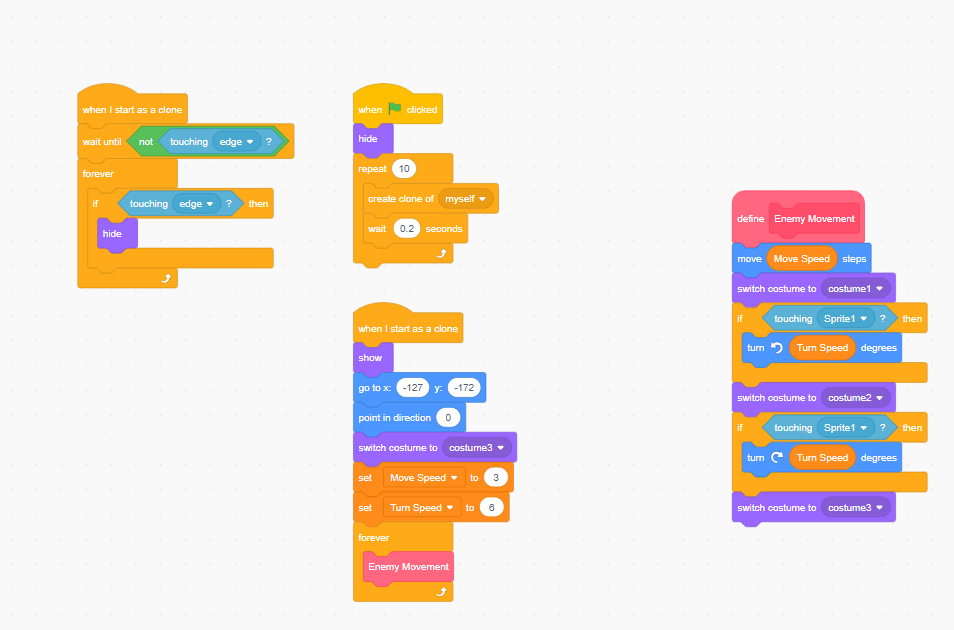 when I start as a clone
wait until not touching edge ?
forever
if touching edge ? then
hide
when clicked
hide
repeat 10
create clone of myself
wait 0.2 seconds
when I start as a clone
show
go to x: -127 y: -172
point in direction 0
switch costume to costume3
set Move Speed to 3
set Turn Speed to 6
forever
Enemy Movement
define Enemy Movement
move Move Speed steps
switch costume to costume1
if touching Sprite1 ? then
turn Turn Speed degrees
switch costume to costume2
if touching Sprite1 ? then
turn Turn Speed degrees
switch costume to costume3